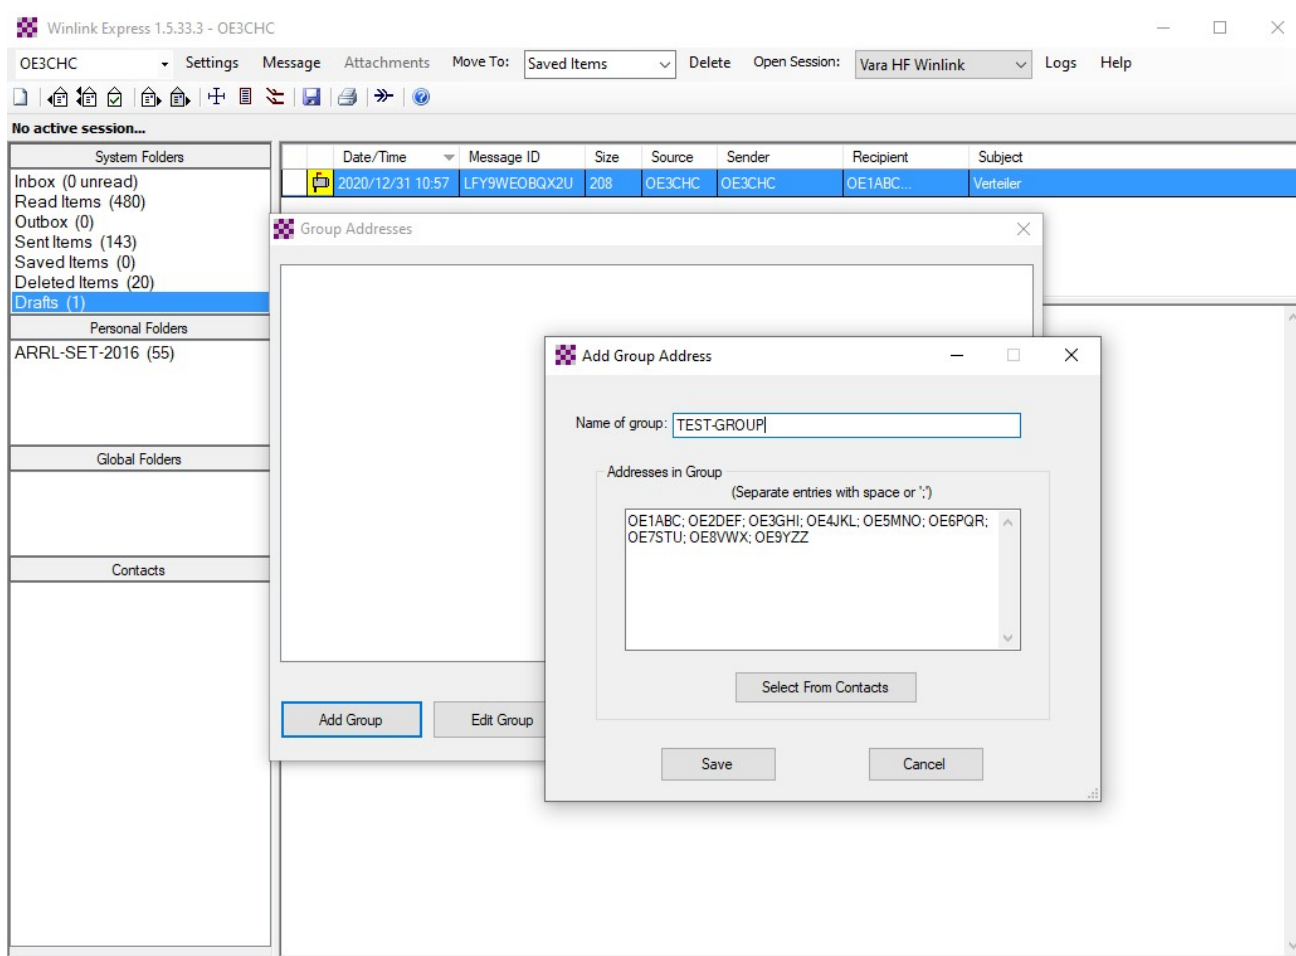 Winlink Express 1.5.33.3 - OE3CHC
OE3CHC Settings Message Attachments Move To: Saved Items Delete Open Session: Vara HF Winlink Logs Help
No active session...
System Folders
Inbox (0 unread)
Read Items (480)
Outbox (0)
Sent Items (143)
Saved Items (0)
Deleted Items (20)
Drafts (1)
Personal Folders
ARRL-SET-2016 (55)
Global Folders
Contacts
Date/Time Message ID Size Source Sender Recipient Subject
2020/12/31 10:57 LFY9WEOBQX2U 208 OE3CHC OE3CHC OE1ABC... Verteiler
Group Addresses
Add Group Edit Group
Add Group Address
Name of group: TEST-GROUP
Addresses in Group
(Separate entries with space or ';')
OE1ABC; OE2DEF; OE3GHI; OE4JKL; OE5MNO; OE6PQR;
OE7STU; OE8VWX; OE9YZZ
Select From Contacts
Save Cancel